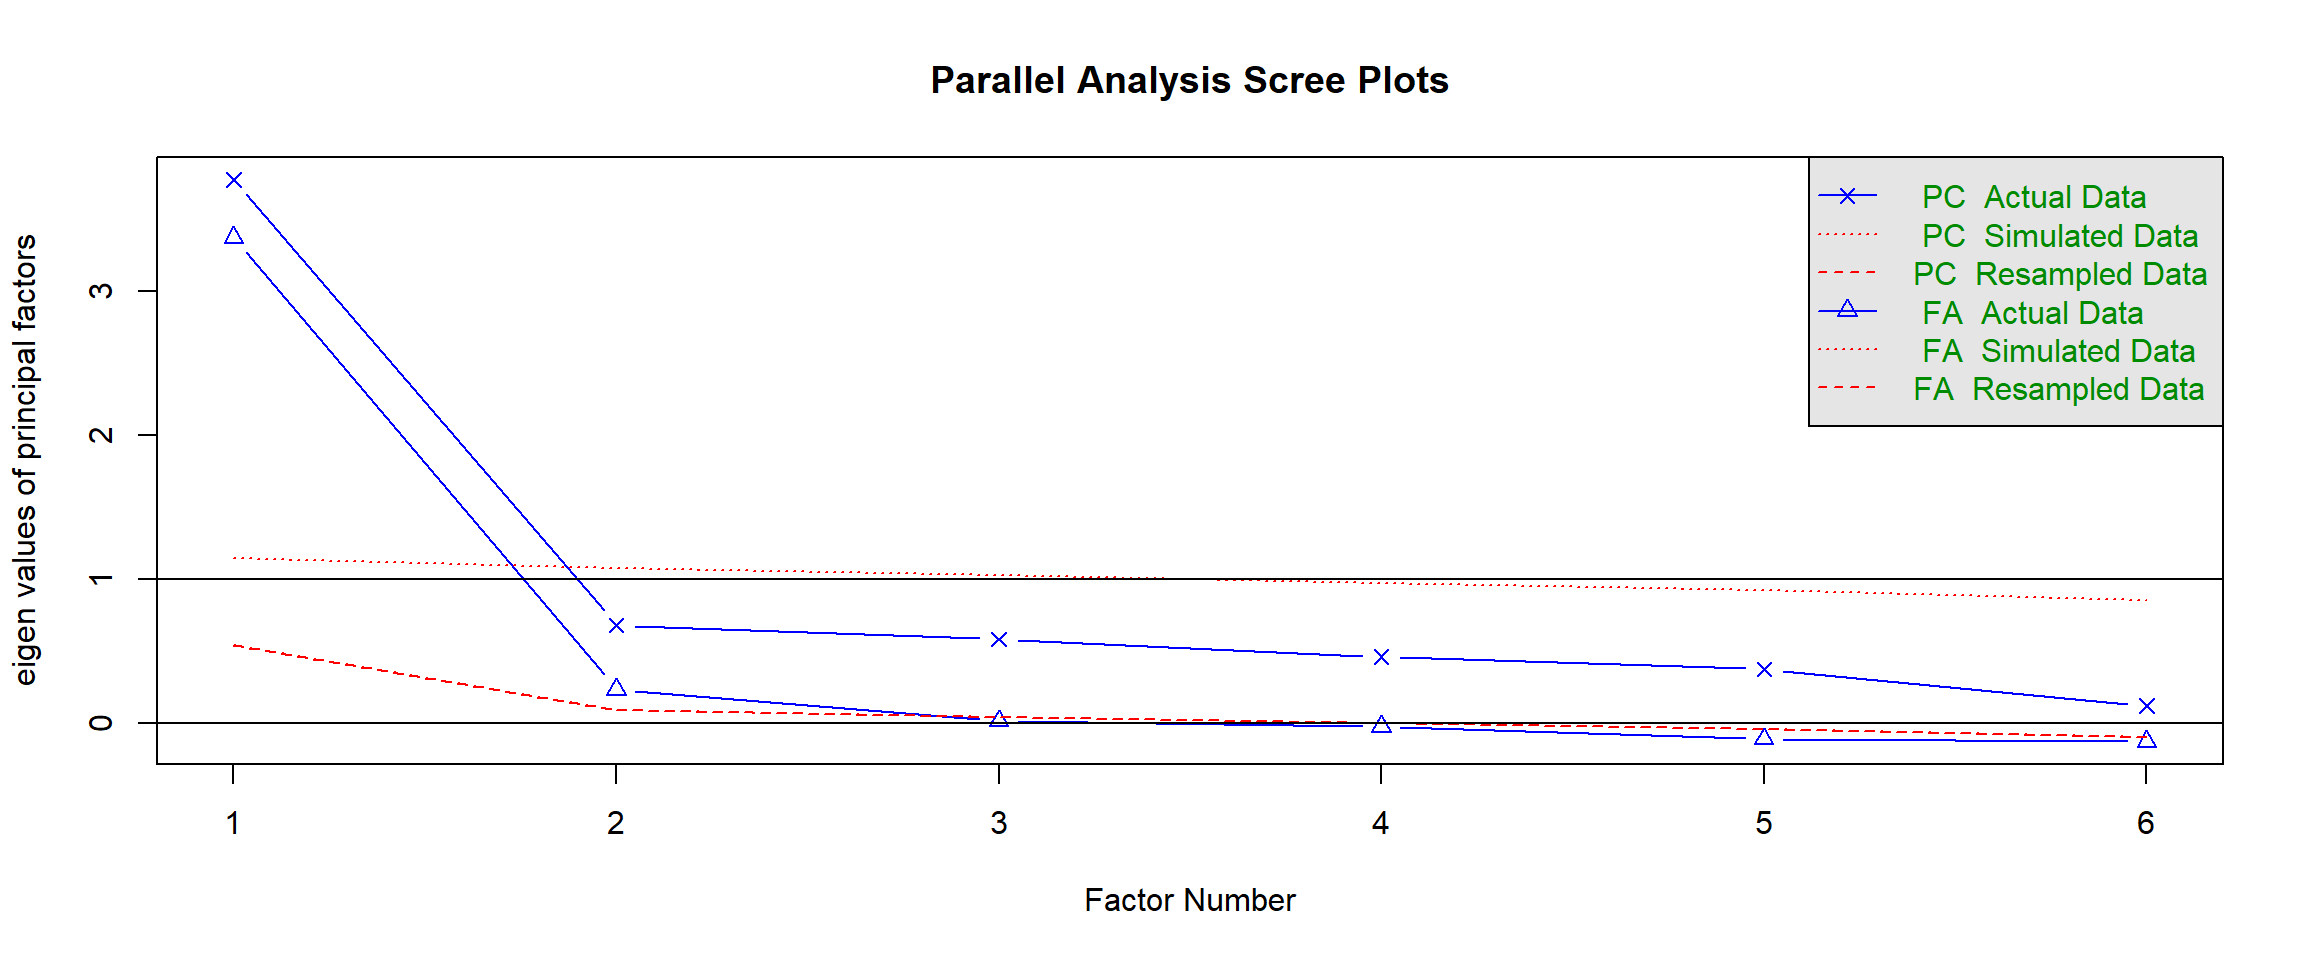 Parallel Analysis Scree Plots
PC Actual Data
PC Simulated Data
PC Resampled Data
FA Actual Data
FA Simulated Data
FA Resampled Data
eigen values of principal factors
3
2
1
0
1 2 3 4 5 6
Factor Number